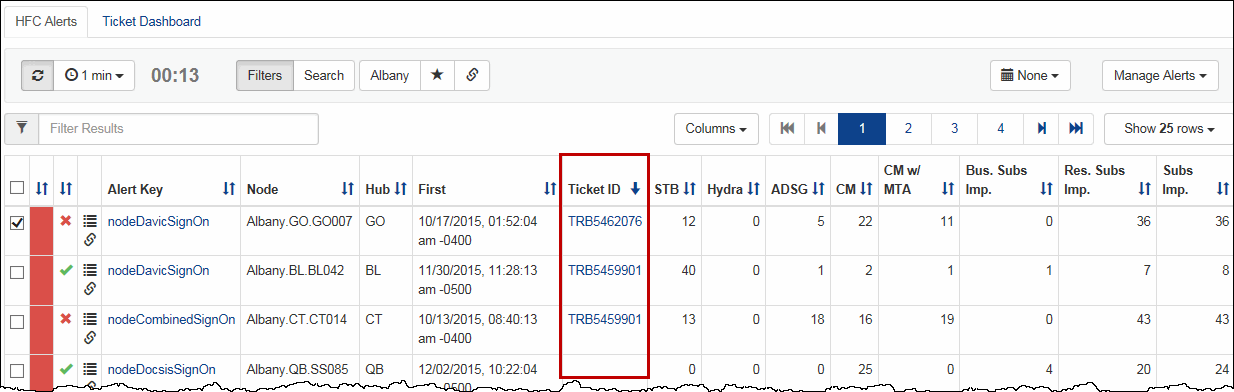 HFC Alerts Ticket Dashboard
1 min 00:13 Filters Search Albany None Manage Alerts
Filter Results Columns 1 2 3 4 Show 25 rows
Alert Key Node Hub First Ticket ID STB Hydra ADSG CM CM w/ MTA Bus. Subs Imp. Res. Subs Imp. Subs Imp.
nodeDavicSignOn Albany.GO.GO007 GO 10/17/2015, 01:52:04 TRB5462076 12 0 5 22 11 0 36 36
am -0400
nodeDavicSignOn Albany.BL.BL042 BL 11/30/2015, 11:28:13 TRB5459901 40 0 1 2 1 1 7 8
am -0500
nodeCombinedSignOn Albany.CT.CT014 CT 10/13/2015, 08:40:13 TRB5459901 13 0 18 16 19 0 43 43
am -0400
nodeDocsisSignOn Albany.QB.SS085 QB 12/02/2015, 10:22:04 0 0 0 25 0 4 20 24